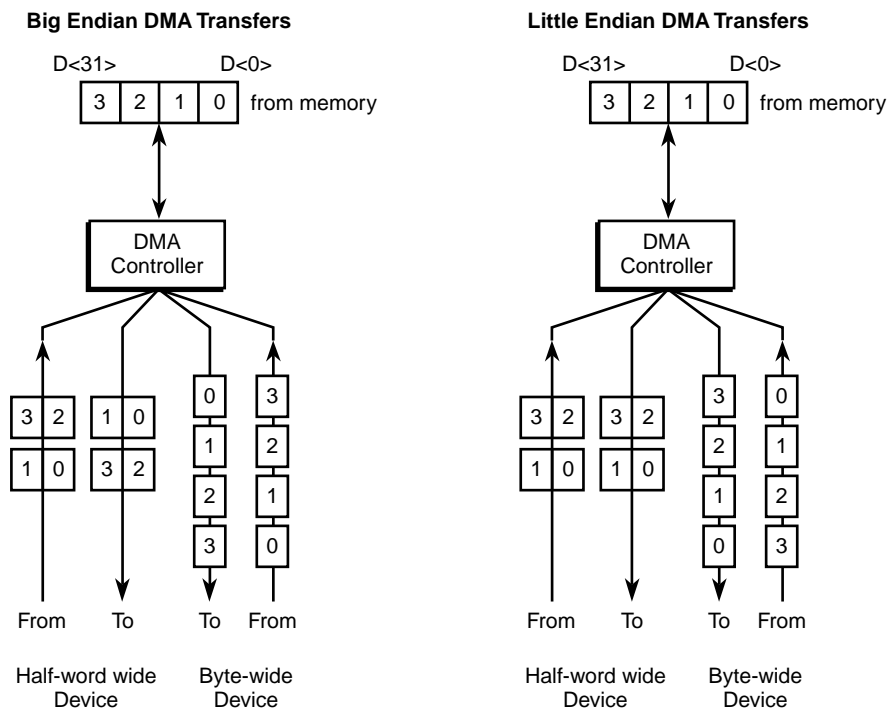 Big Endian DMA Transfers
D<31> D<0>
3 2 1 0 from memory
DMA
Controller
3 2
1 0
1 0
3 2
0
1
2
3
3
2
1
0
From To To From
Half-word wide
Device
Byte-wide
Device
Little Endian DMA Transfers
D<31> D<0>
3 2 1 0 from memory
DMA
Controller
3 2
1 0
3 2
1 0
3
2
1
0
0
1
2
3
From To To From
Half-word wide
Device
Byte-wide
Device